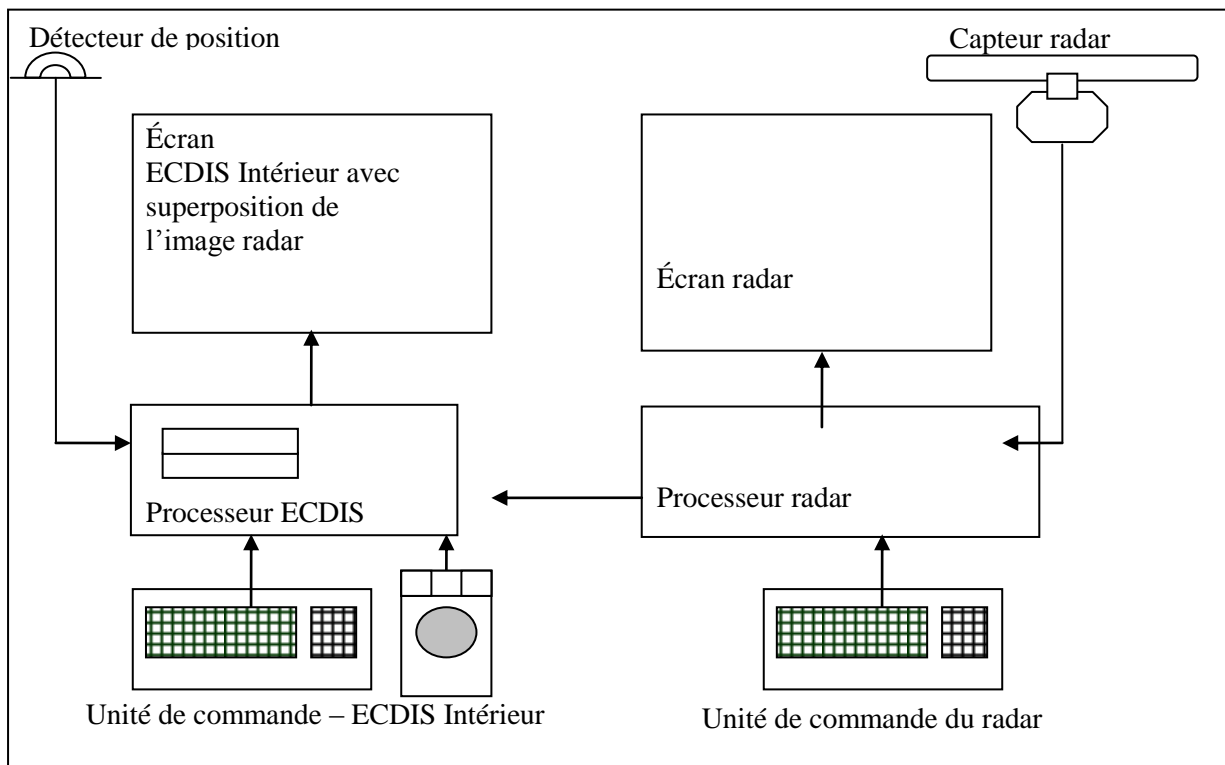 Détecteur de position
Capteur radar
Écran
ECDIS Intérieur avec
superposition de
l’image radar
Écran radar
Processeur ECDIS
Processeur radar
Unité de commande – ECDIS Intérieur
Unité de commande du radar